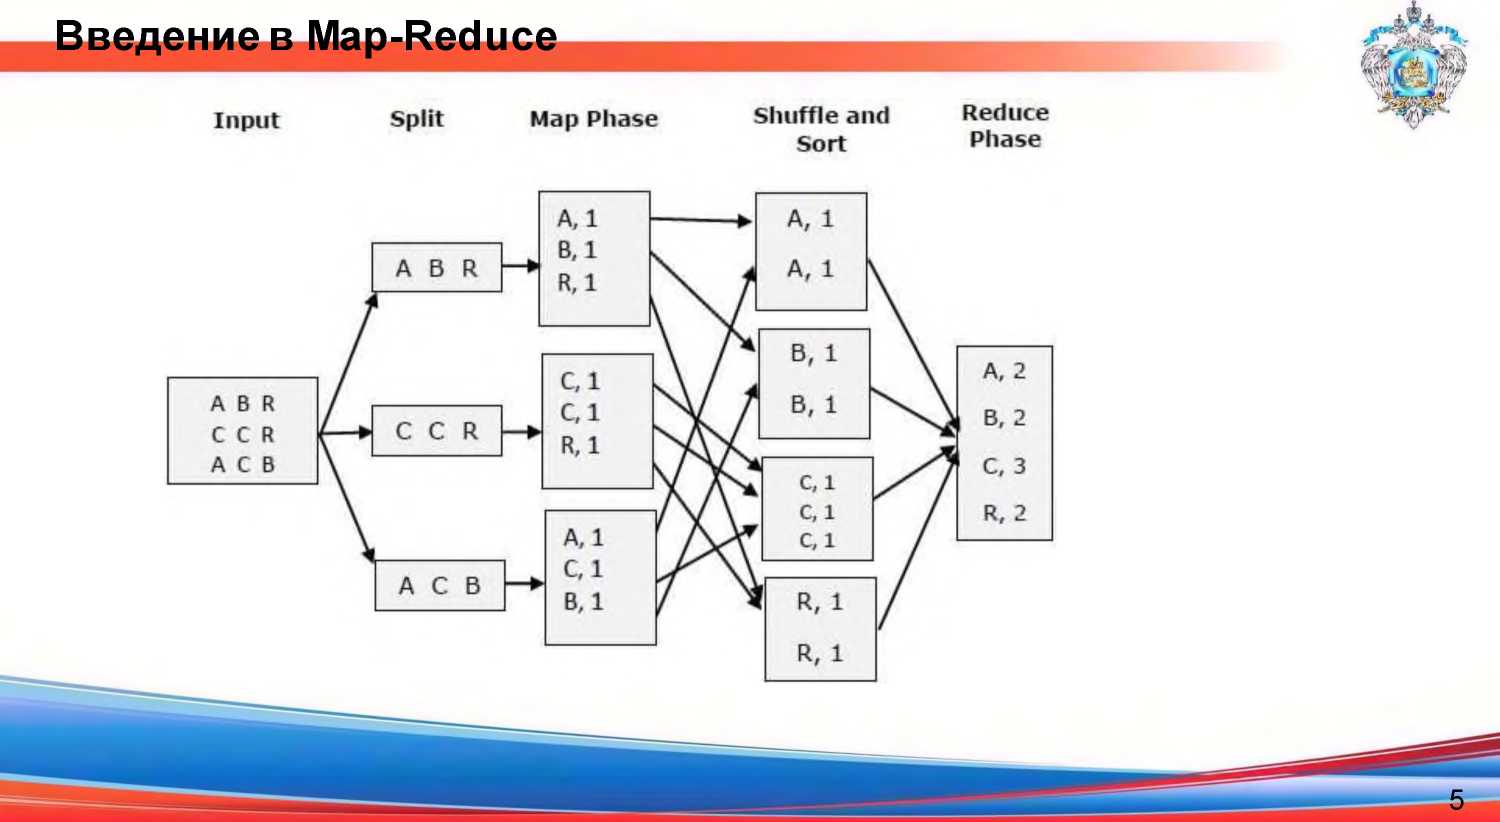 Введение в Map-Reduce
Input
Split
Map Phase
Shuffle and
Sort
Reduce
Phase
A B R
C C R
A C B
A B R
C C R
A C B
A, 1
B, 1
R, 1
C, 1
C, 1
R, 1
A, 1
C, 1
B, 1
A, 1
A, 1
B, 1
B, 1
C, 1
C, 1
C, 1
R, 1
R, 1
A, 2
B, 2
C, 3
R, 2
5